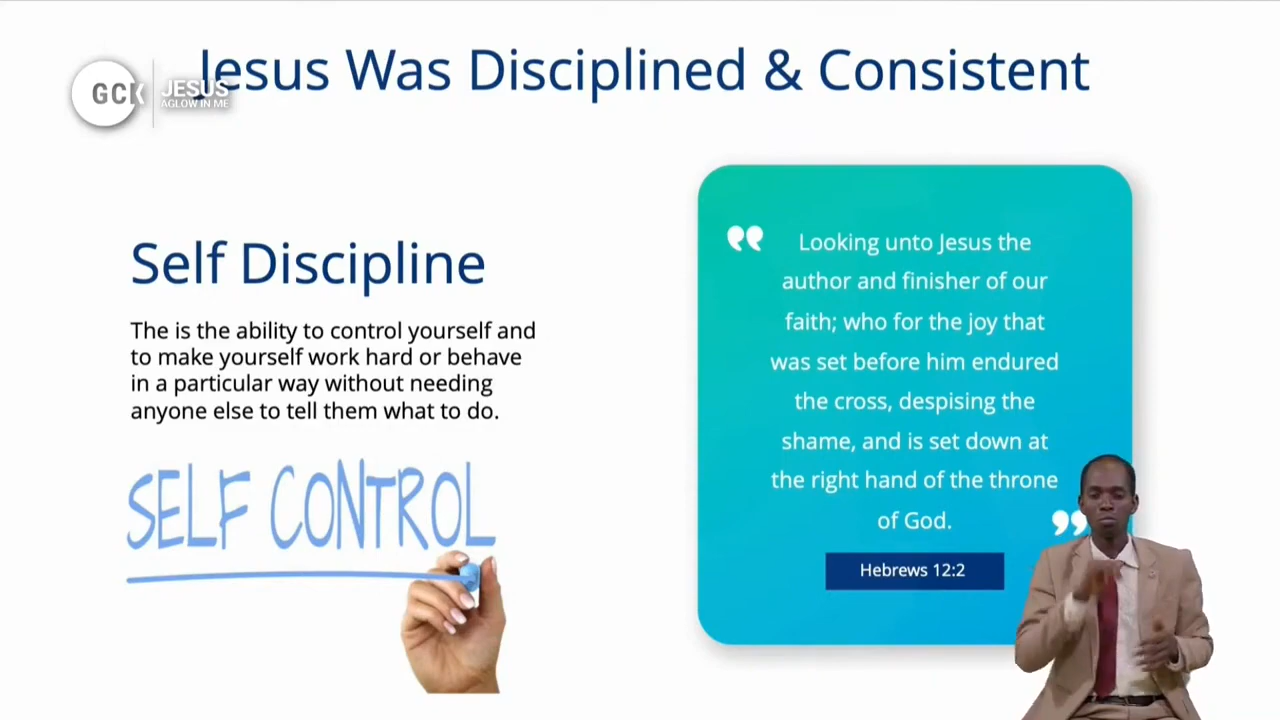 Jesus Was Disciplined & Consistent
GCK
JESUS
AGLOW IN ME
Self Discipline
The is the ability to control yourself and
to make yourself work hard or behave
in a particular way without needing
anyone else to tell them what to do.
SELF CONTROL
“ Looking unto Jesus the
author and finisher of our
faith; who for the joy that
was set before him endured
the cross, despising the
shame, and is set down at
the right hand of the throne
of God. ”
Hebrews 12:2